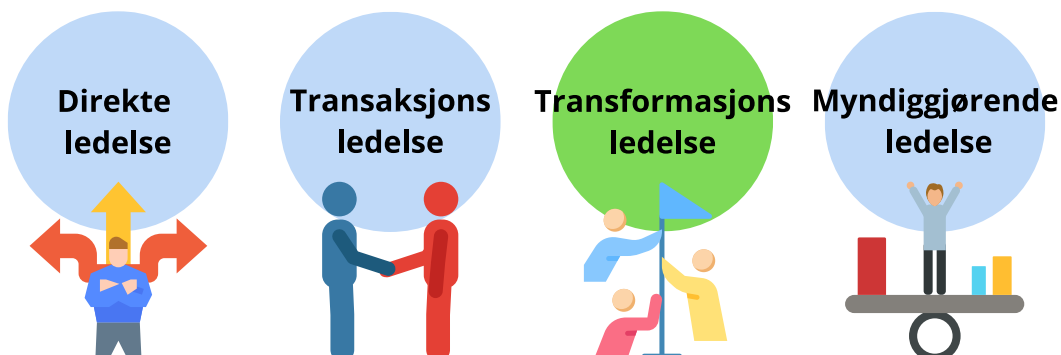 Direkte
ledelse
Transaksjons
ledelse
Transformasjons
ledelse
Myndiggjørende
ledelse